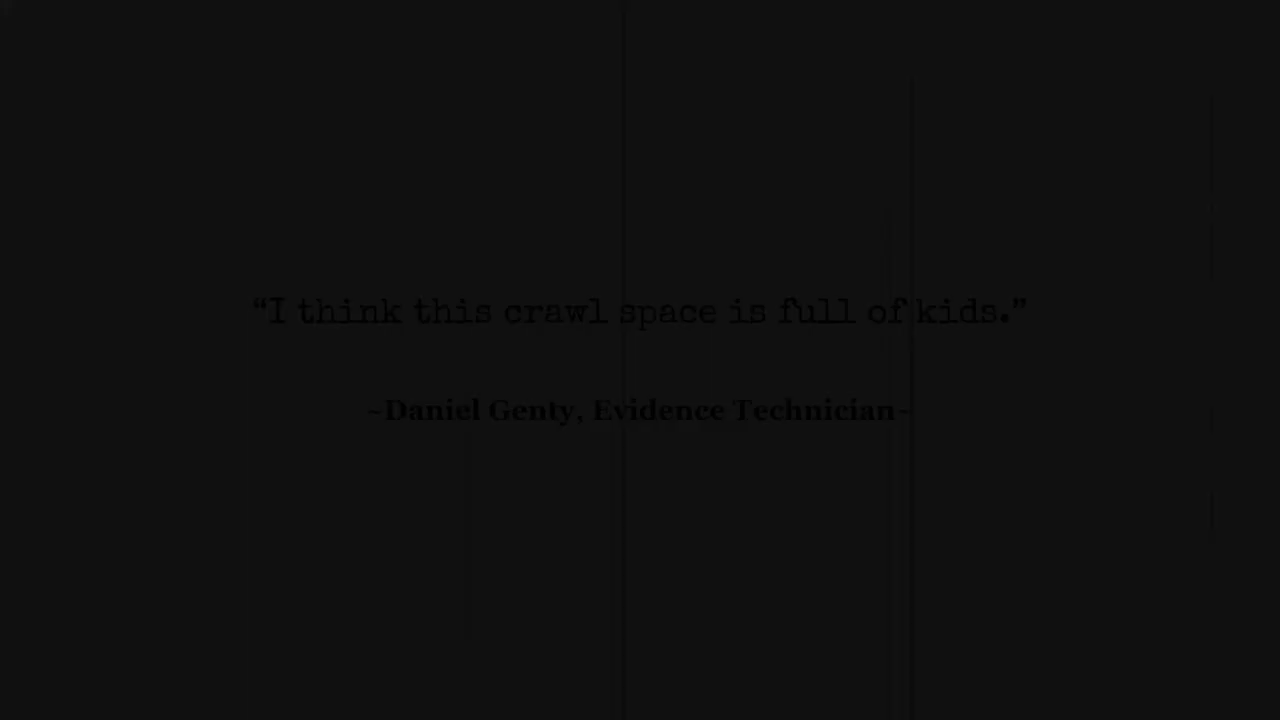 “I think this crawl space is full of kids.”
~Daniel Genty, Evidence Technician~